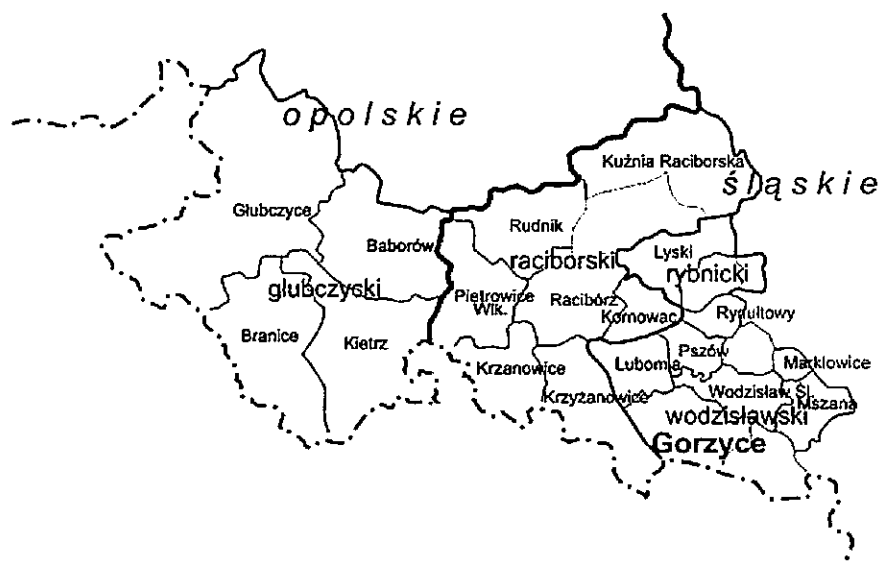 opolskie
Kuźnia Raciborska
śląskie
Głubczyce
Rudnik
Baborów
Lyski
raciborski
rybnicki
głubczycki
Pietrowice
Wlk.
Racibórz
Kornowac
Rydułtowy
Branice
Kietrz
Pszów
Krzanowice
Lubomia
Marklowice
Krzyżanowice
Wodzisław Śl.
Mszana
wodzisławski
Gorzyce